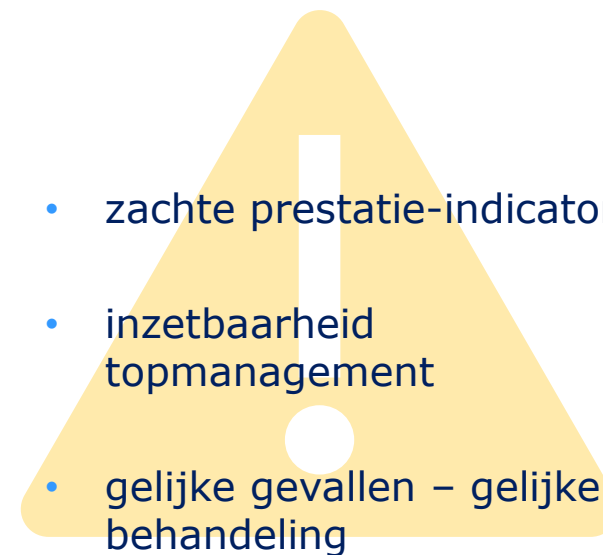 • zachte prestatie-indicato
• inzetbaarheid
topmanagement
• gelijke gevallen – gelijke
behandeling